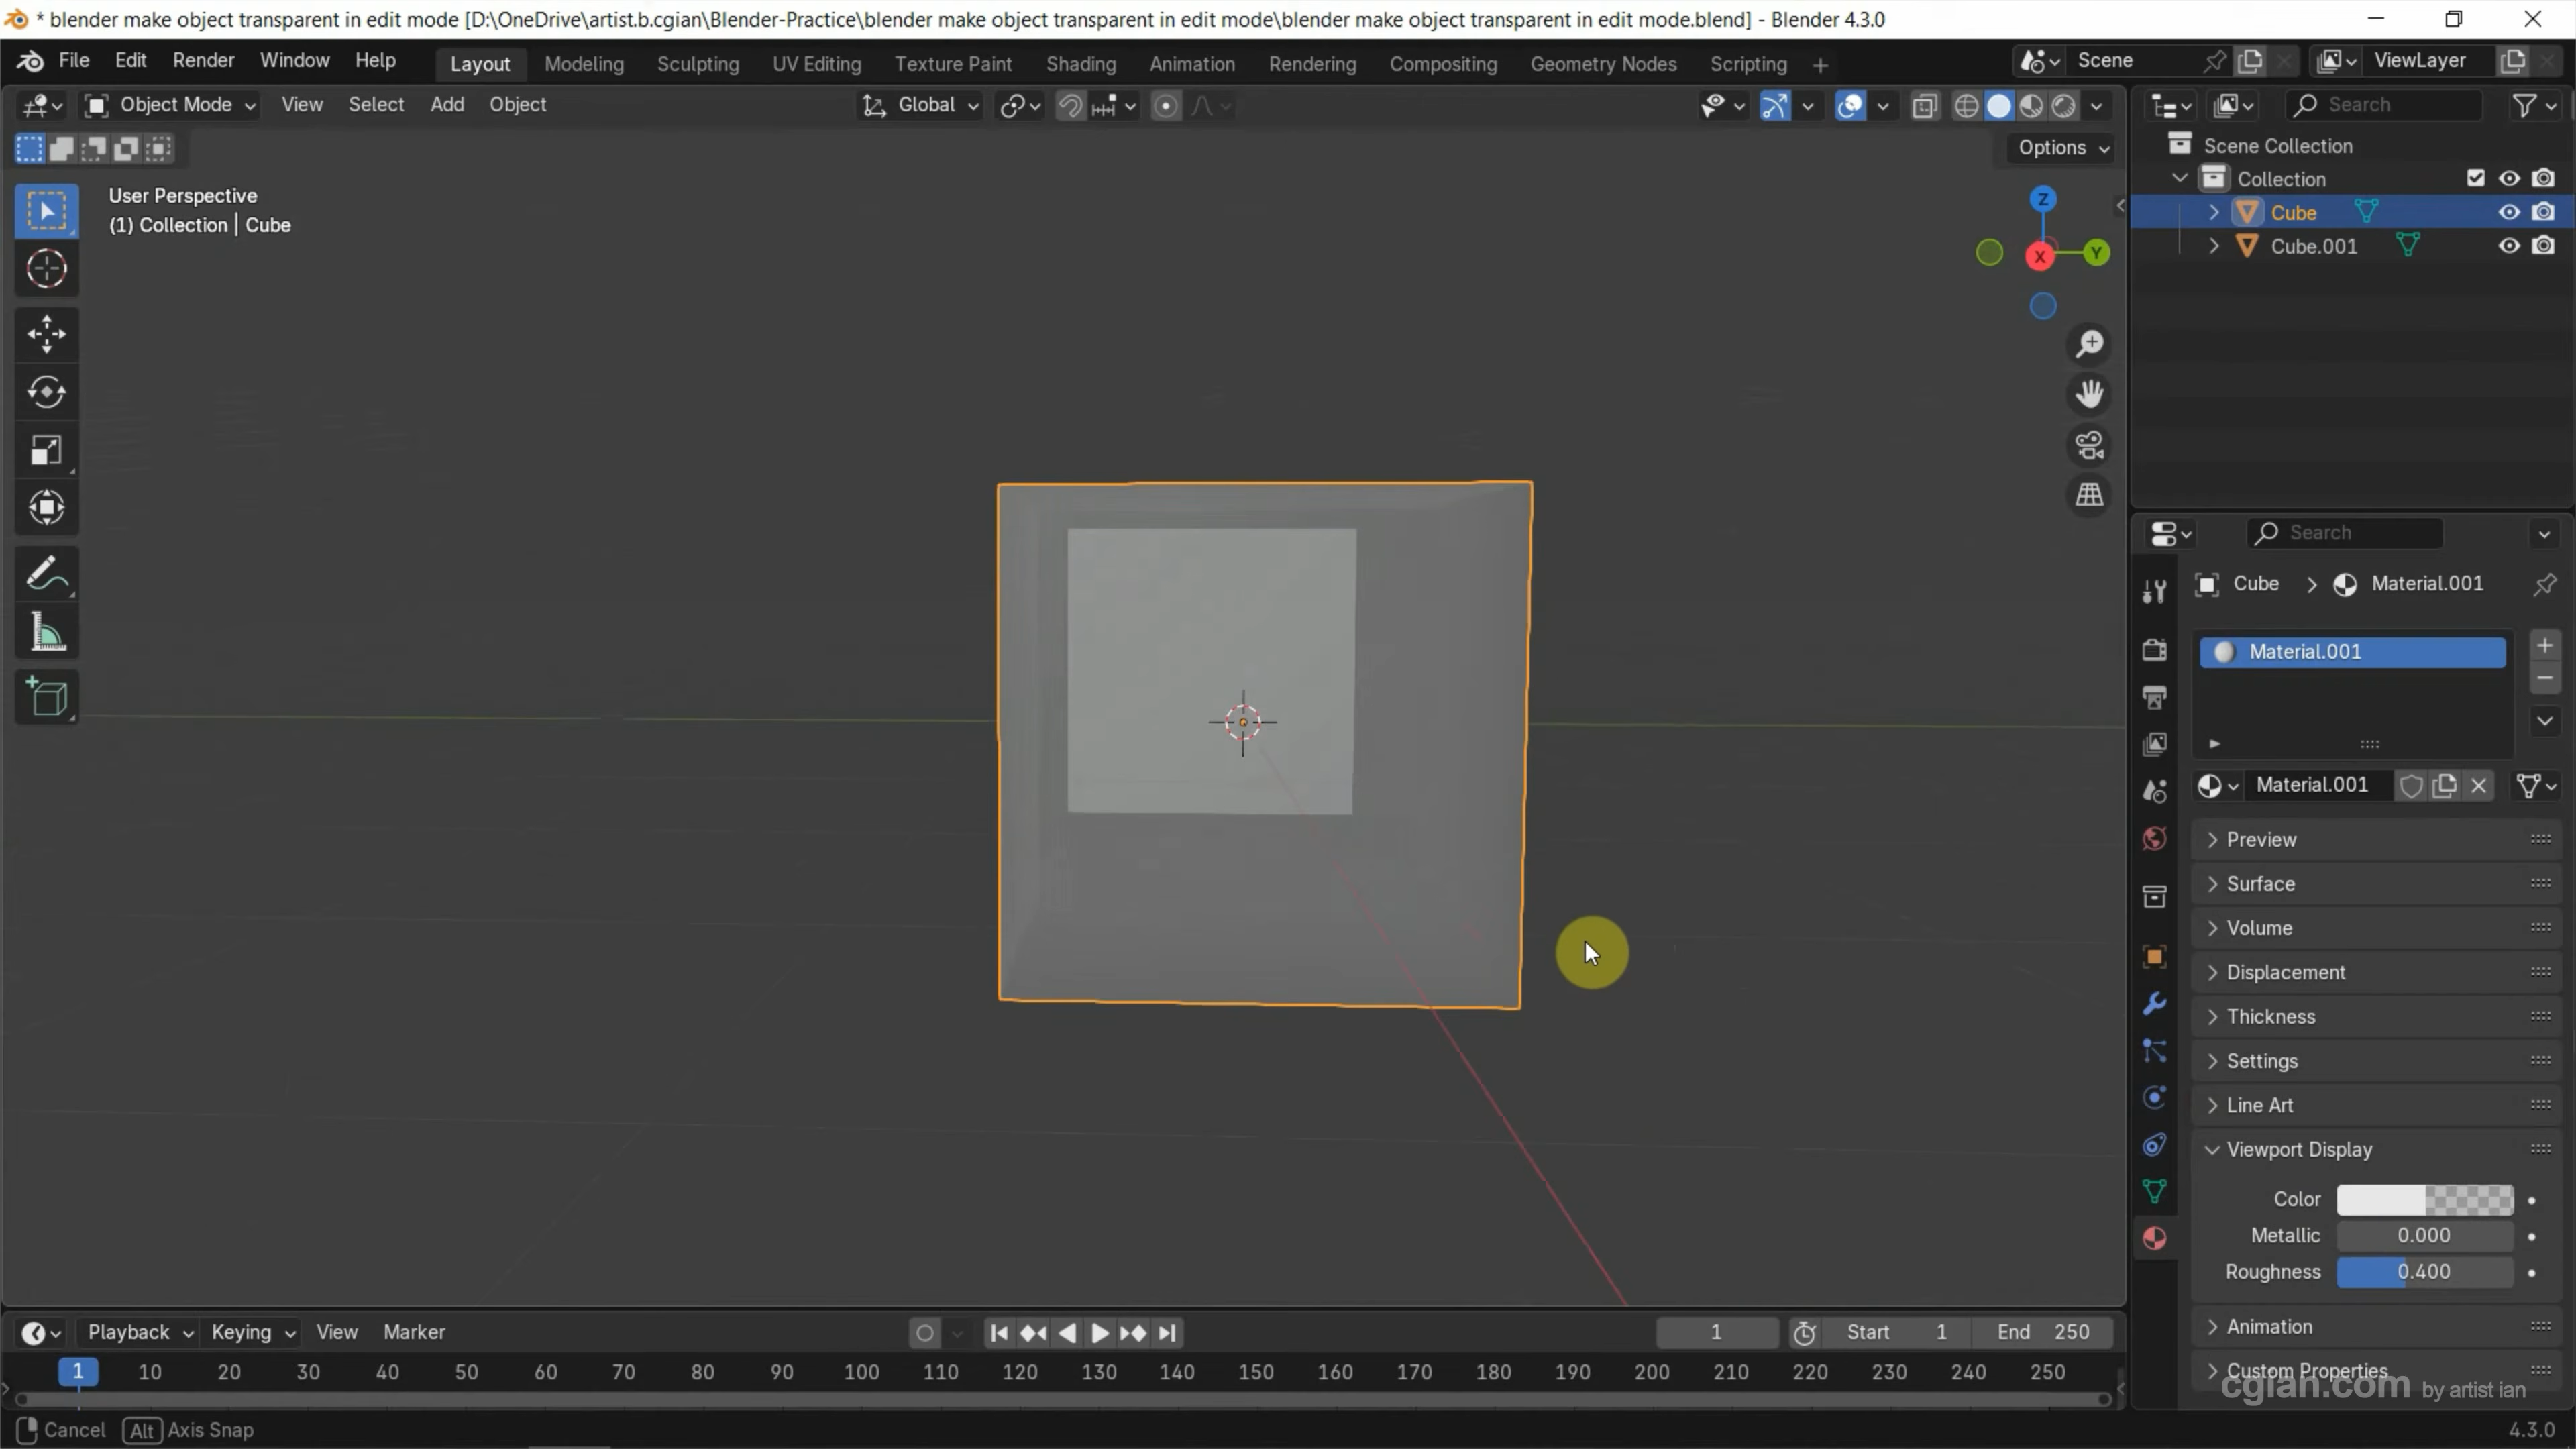 * blender make object transparent in edit mode [D:\OneDrive\artist.b.cgian\Blender-Practice\blender make object transparent in edit mode\blender make object transparent in edit mode.blend] - Blender 4.3.0
File Edit Render Window Help Layout Modeling Sculpting UV Editing Texture Paint Shading Animation Rendering Compositing Geometry Nodes Scripting + Scene ViewLayer
Object Mode View Select Add Object Global Search
Options
User Perspective
(1) Collection | Cube
Z
Y
X
Scene Collection
Collection
Cube
Cube.001
Search
Cube > Material.001
Material.001
Material.001
Preview
Surface
Volume
Displacement
Thickness
Settings
Line Art
Viewport Display
Color
Metallic 0.000
Roughness 0.400
Animation
Custom Properties
cgian.com by artist ian
Playback Keying View Marker 1 Start 1 End 250
1 10 20 30 40 50 60 70 80 90 100 110 120 130 140 150 160 170 180 190 200 210 220 230 240 250
Cancel Alt Axis Snap 4.3.0